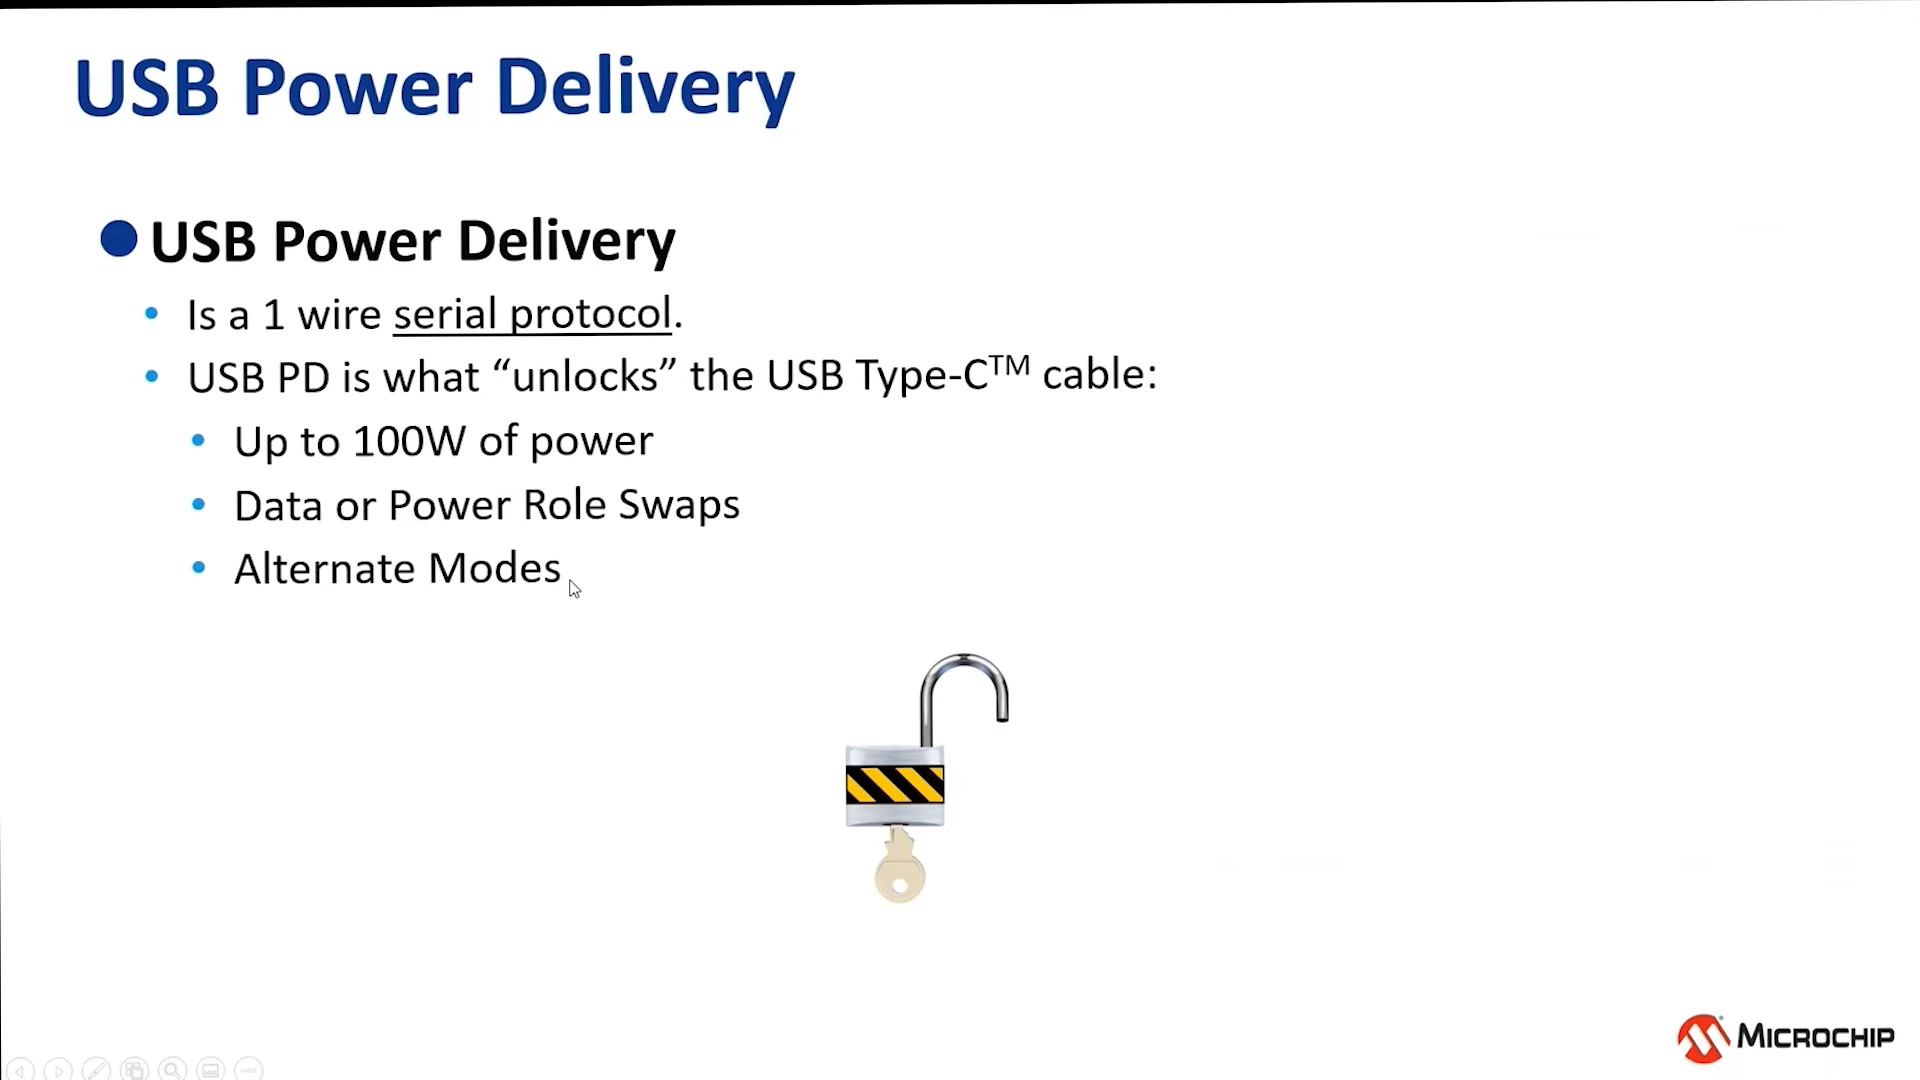 USB Power Delivery
USB Power Delivery
Is a 1 wire serial protocol.
USB PD is what “unlocks” the USB Type-C™ cable:
Up to 100W of power
Data or Power Role Swaps
Alternate Modes
MICROCHIP